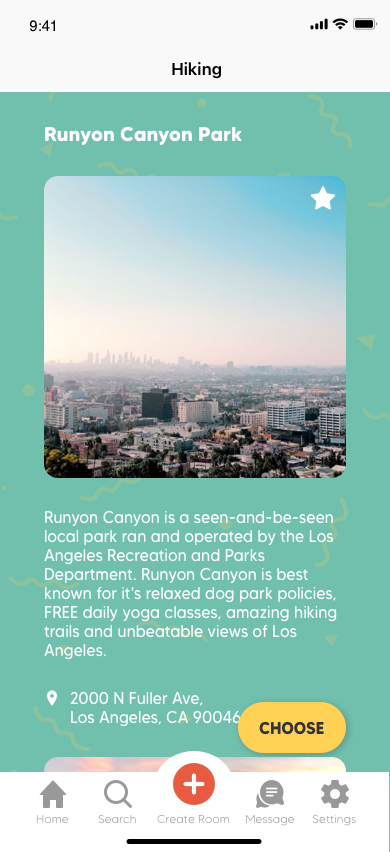 9:41
Hiking
Runyon Canyon Park
Runyon Canyon is a seen-and-be-seen
local park ran and operated by the Los
Angeles Recreation and Parks
Department. Runyon Canyon is best
known for it's relaxed dog park policies,
FREE daily yoga classes, amazing hiking
trails and unbeatable views of Los
Angeles.
2000 N Fuller Ave,
Los Angeles, CA 90046
CHOOSE
Home
Search
Create Room
Message
Settings